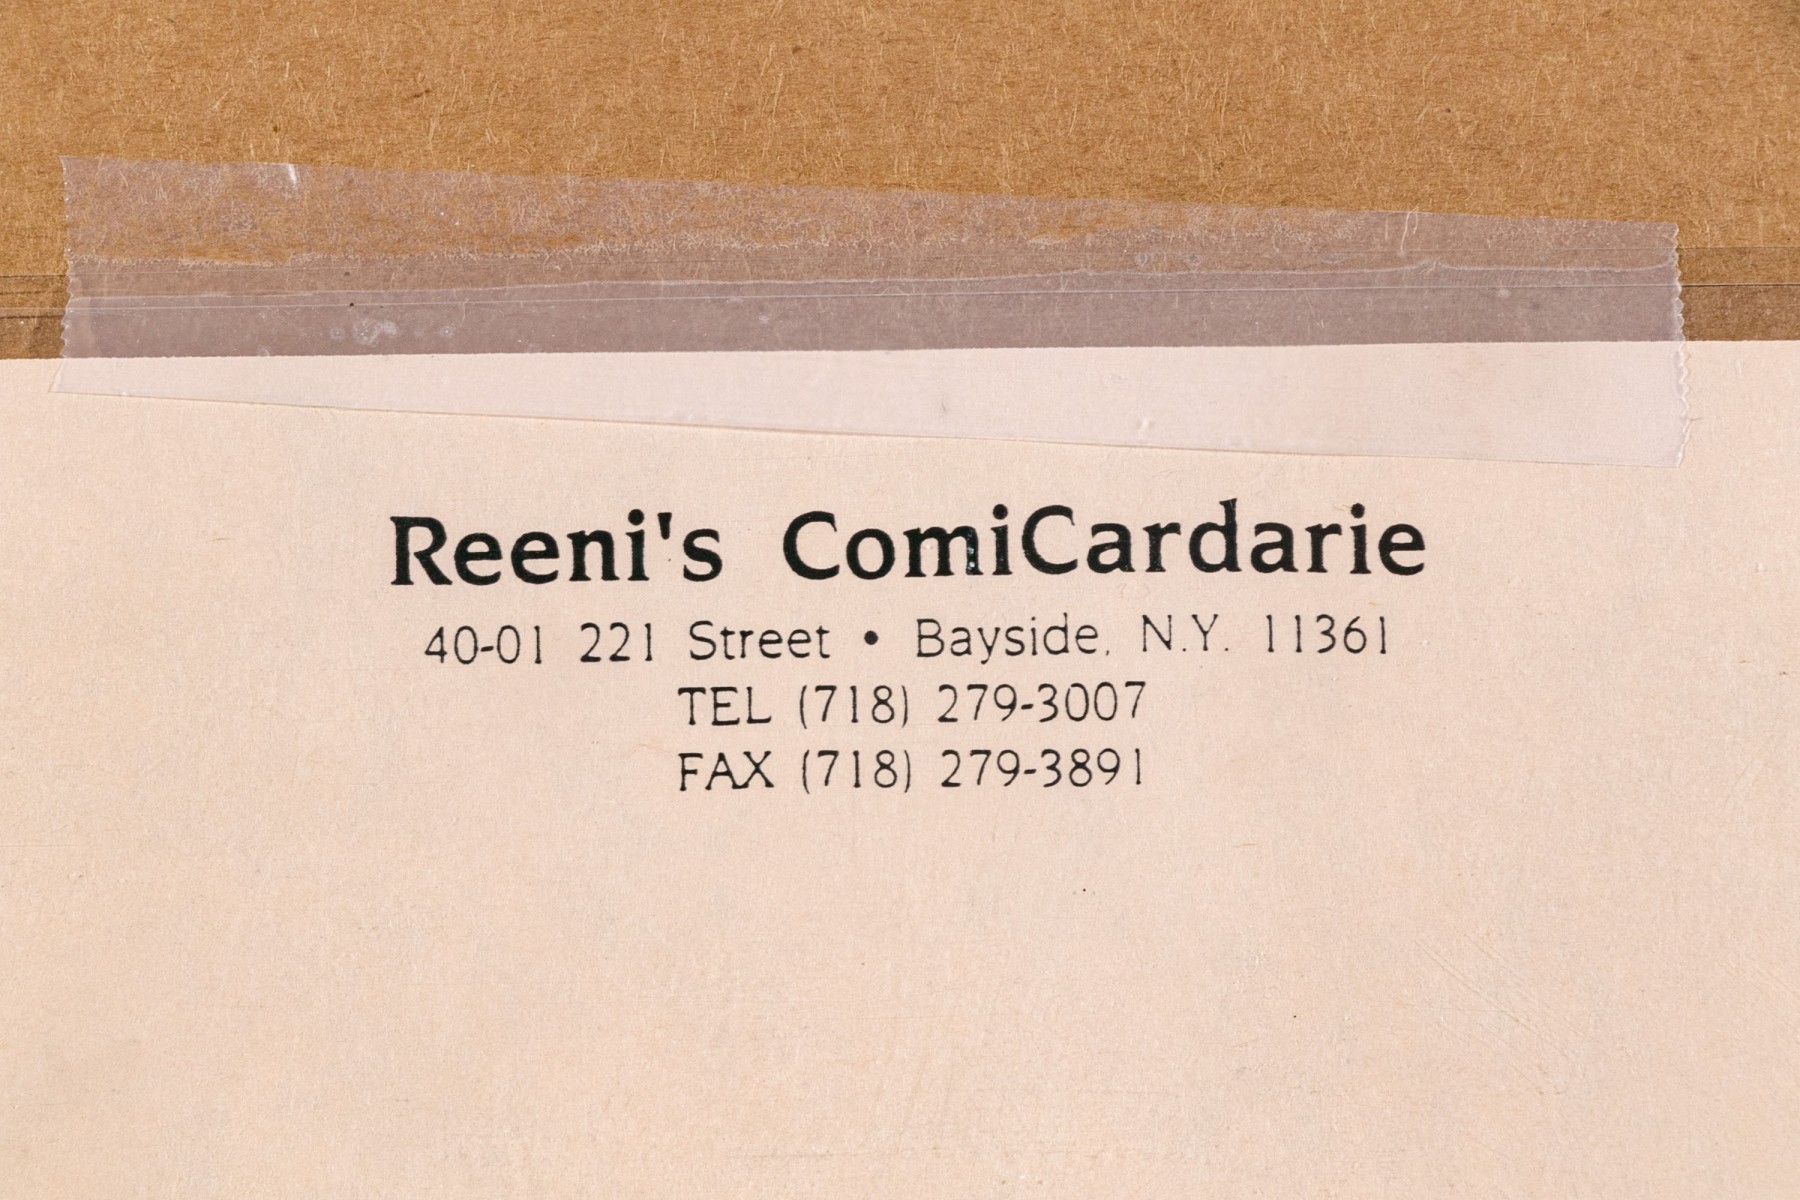 Reeni's ComiCardarie
40-01 221 Street • Bayside, N.Y. 11361
TEL (718) 279-3007
FAX (718) 279-3891